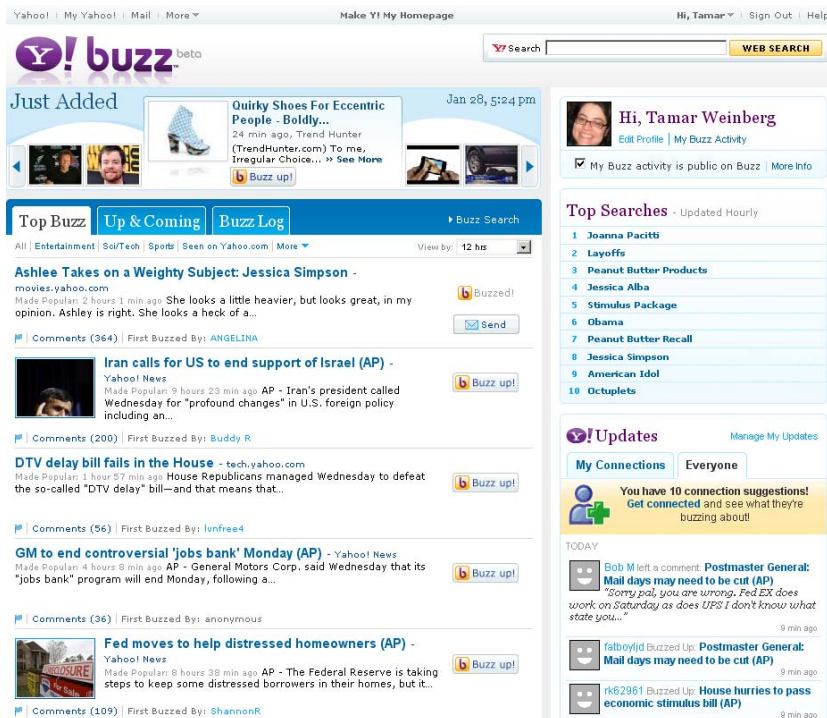 Yahoo! | My Yahoo! | Mail | More
Make Y! My Homepage
Hi, Tamar | Sign Out | Help
Y! buzz beta
Y! Search
WEB SEARCH
Just Added
Jan 28, 5:24 pm
Quirky Shoes For Eccentric
People - Boldly...
24 min ago, Trend Hunter
(TrendHunter.com) To me,
Irregular Choice... » See More
Buzz up!
Top Buzz
Up & Coming
Buzz Log
Buzz Search
All | Entertainment | Sci/Tech | Sports | Seen on Yahoo.com | More
View by: 12 hrs
Ashlee Takes on a Weighty Subject: Jessica Simpson -
movies.yahoo.com
Made Popular: 2 hours 1 min ago She looks a little heavier, but looks great, in my
opinion. Ashley is right. She looks a heck of a...
Buzzed!
Send
Comments (364) | First Buzzed By: ANGELINA
Iran calls for US to end support of Israel (AP) -
Yahoo! News
Made Popular: 9 hours 23 min ago AP - Iran's president called
Wednesday for "profound changes" in U.S. foreign policy
including an...
Buzz up!
Comments (200) | First Buzzed By: Buddy R
DTV delay bill fails in the House - tech.yahoo.com
Made Popular: 1 hour 57 min ago House Republicans managed Wednesday to defeat
the so-called "DTV delay" bill—and that means that...
Buzz up!
Comments (56) | First Buzzed By: lvnfree4
GM to end controversial 'jobs bank' Monday (AP) - Yahoo! News
Made Popular: 4 hours 8 min ago AP - General Motors Corp. said Wednesday that its
"jobs bank" program will end Monday, following a...
Buzz up!
Comments (36) | First Buzzed By: anonymous
FORECLOSURE
For Sale
Fed moves to help distressed homeowners (AP) -
Yahoo! News
Made Popular: 8 hours 38 min ago AP - The Federal Reserve is taking
steps to keep some distressed borrowers in their homes, but it...
Buzz up!
Comments (109) | First Buzzed By: ShannonR
Hi, Tamar Weinberg
Edit Profile | My Buzz Activity
My Buzz activity is public on Buzz | More Info
Top Searches - Updated Hourly
1 Joanna Pacitti
2 Layoffs
3 Peanut Butter Products
4 Jessica Alba
5 Stimulus Package
6 Obama
7 Peanut Butter Recall
8 Jessica Simpson
9 American Idol
10 Octuplets
Y! Updates
Manage My Updates
My Connections
Everyone
You have 10 connection suggestions!
Get connected and see what they're
buzzing about!
TODAY
Bob M left a comment: Postmaster General:
Mail days may need to be cut (AP)
"Sorry pal, you are wrong. Fed EX does
work on Saturday as does UPS I don't know what
state you..."
9 min ago
fatboyljd Buzzed Up: Postmaster General:
Mail days may need to be cut (AP)
9 min ago
rk62961 Buzzed Up: House hurries to pass
economic stimulus bill (AP)
9 min ago